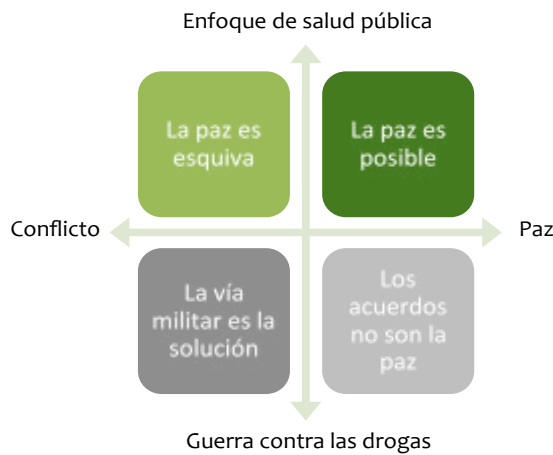 Enfoque de salud pública
La paz es
esquiva
La paz es
posible
Conflicto
Paz
La vía
militar es la
solución
Los
acuerdos
no son la
paz
Guerra contra las drogas